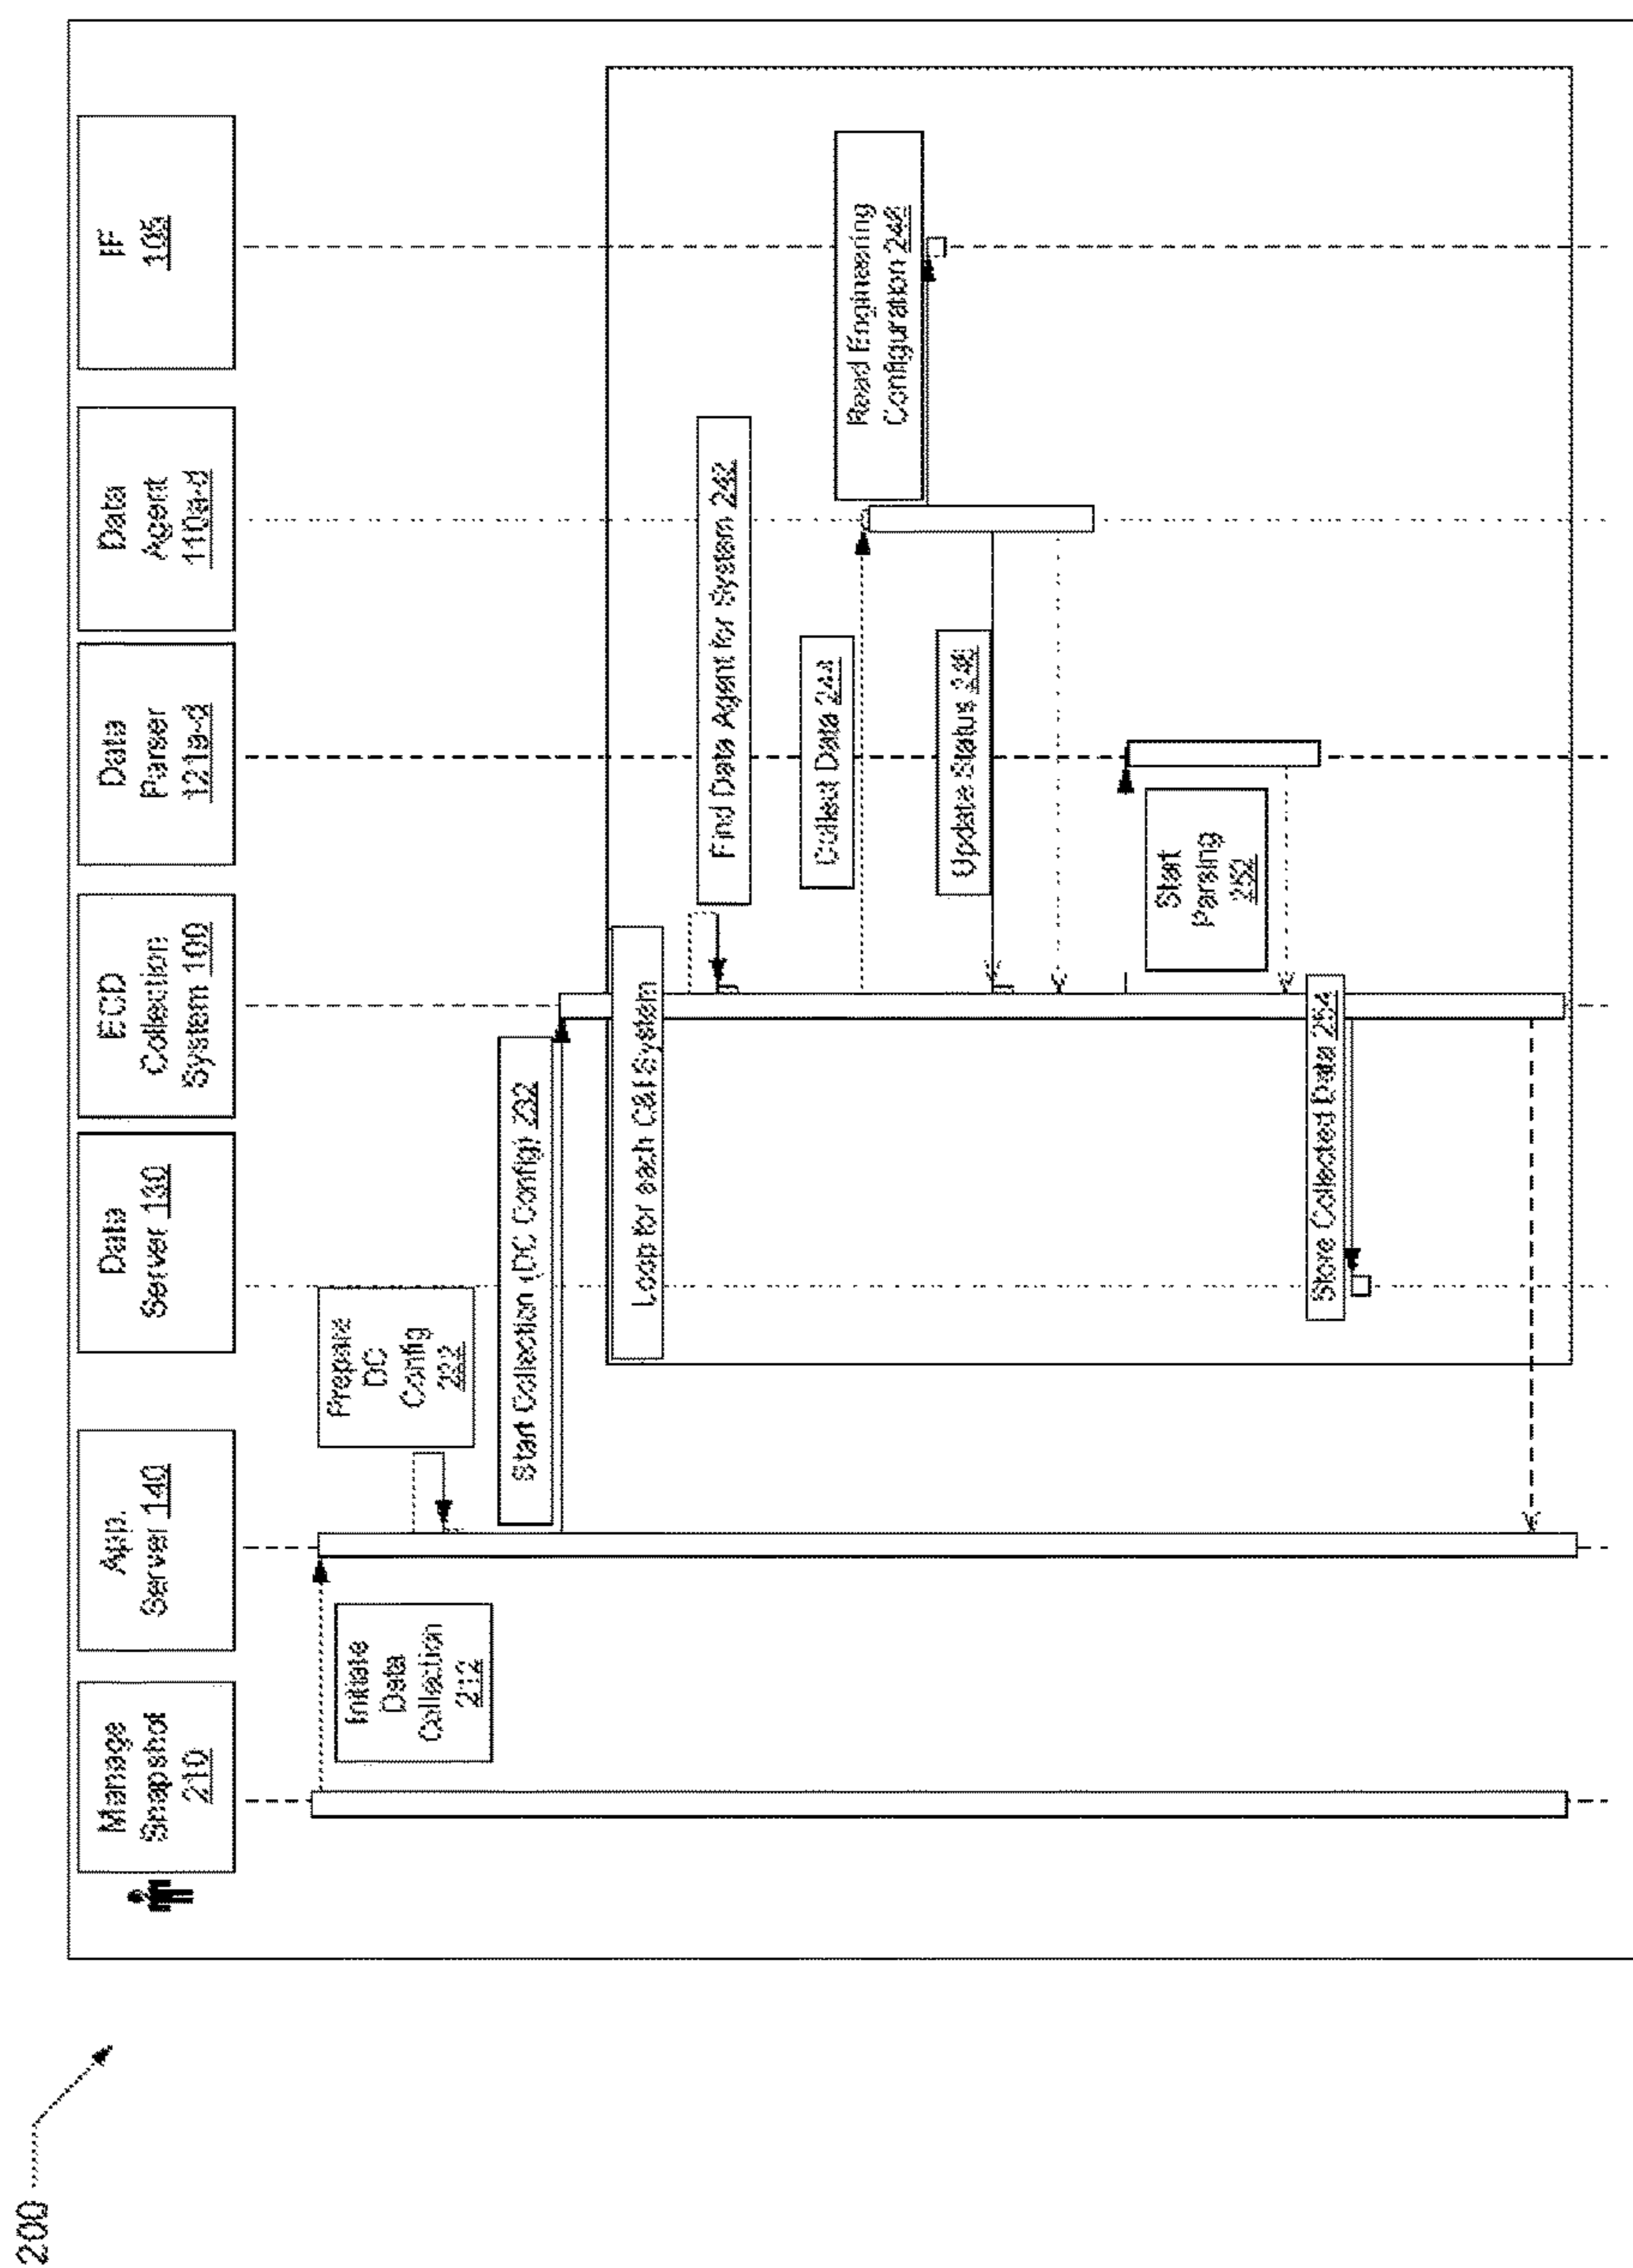 200
Manage
Snapshot
210
App.
Server 140
Data
Server 130
ECD
Collection
System 100
Data
Parser
121a-d
Data
Agent
110a-d
IF
105
Initiate
Data
Collection
212
Prepare
DC
Config
222
Start Collection (DC Config) 232
Loop for each C&I System
Find Data Agent for System 242
Collect Data 244
Read Engineering
Configuration 248
Update Status 246
Start
Parsing
252
Store Collected Data 254